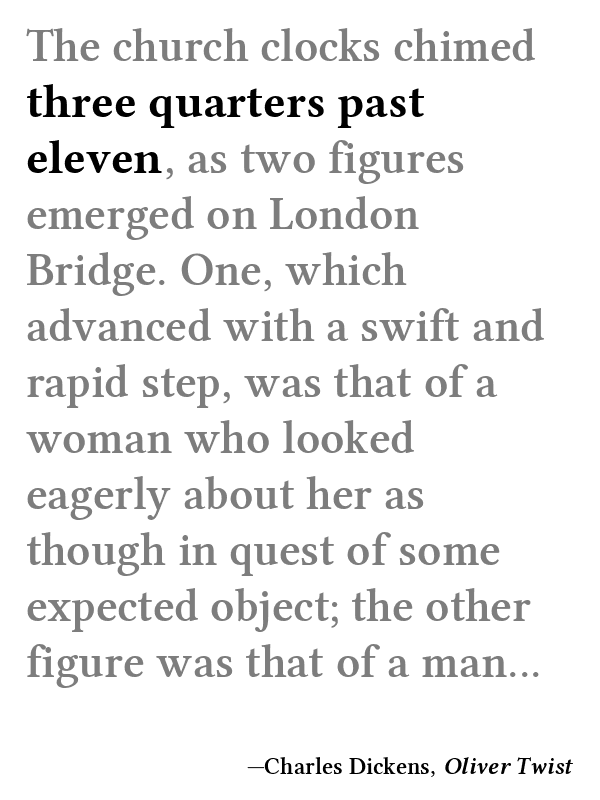 The church clocks chimed
three quarters past
eleven, as two figures
emerged on London
Bridge. One, which
advanced with a swift and
rapid step, was that of a
woman who looked
eagerly about her as
though in quest of some
expected object; the other
figure was that of a man...
—Charles Dickens, Oliver Twist